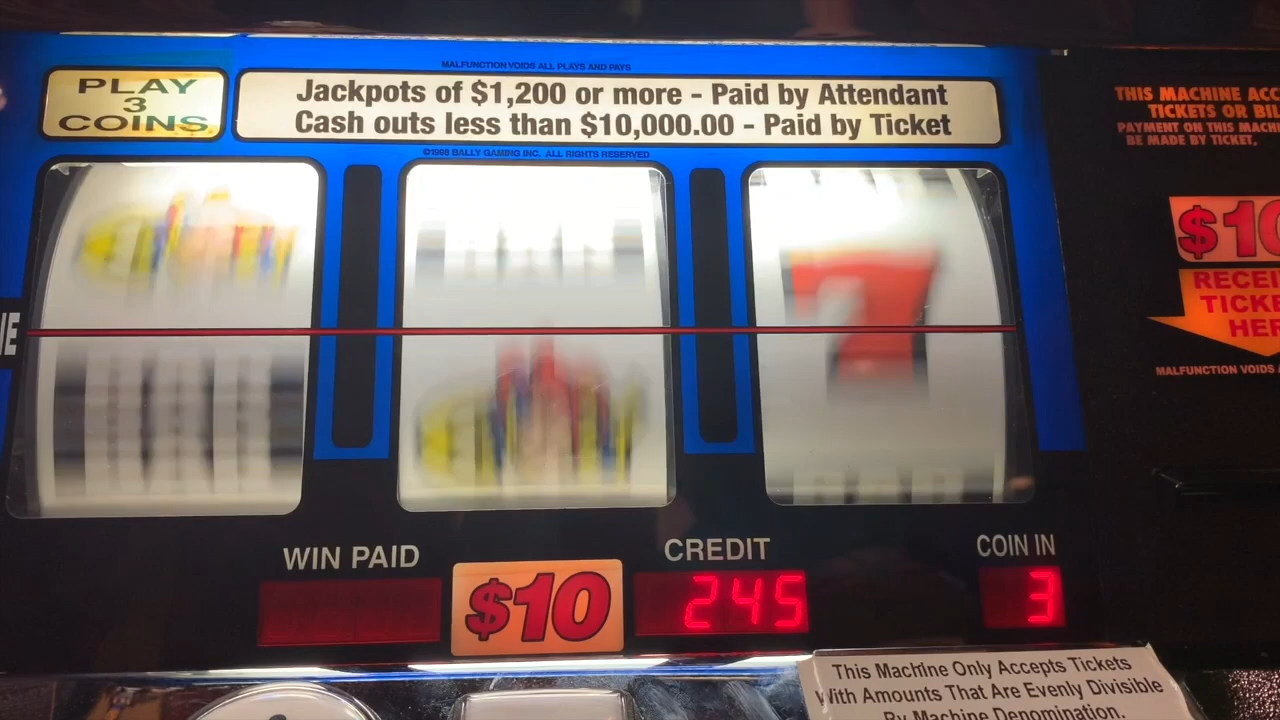 MALFUNCTION VOIDS ALL PLAYS AND PAYS
PLAY
3
COINS
Jackpots of $1,200 or more - Paid by Attendant
Cash outs less than $10,000.00 - Paid by Ticket
©1998 BALLY GAMING INC. ALL RIGHTS RESERVED
THIS MACHINE ACC
TICKETS OR BIL
PAYMENT ON THIS MACHI
BE MADE BY TICKET.
$10
RECEI
TICKE
HER
MALFUNCTION VOIDS A
NE
7
WIN PAID
$10
CREDIT
245
COIN IN
3
This Machine Only Accepts Tickets
With Amounts That Are Evenly Divisible
By Machine Denomination.